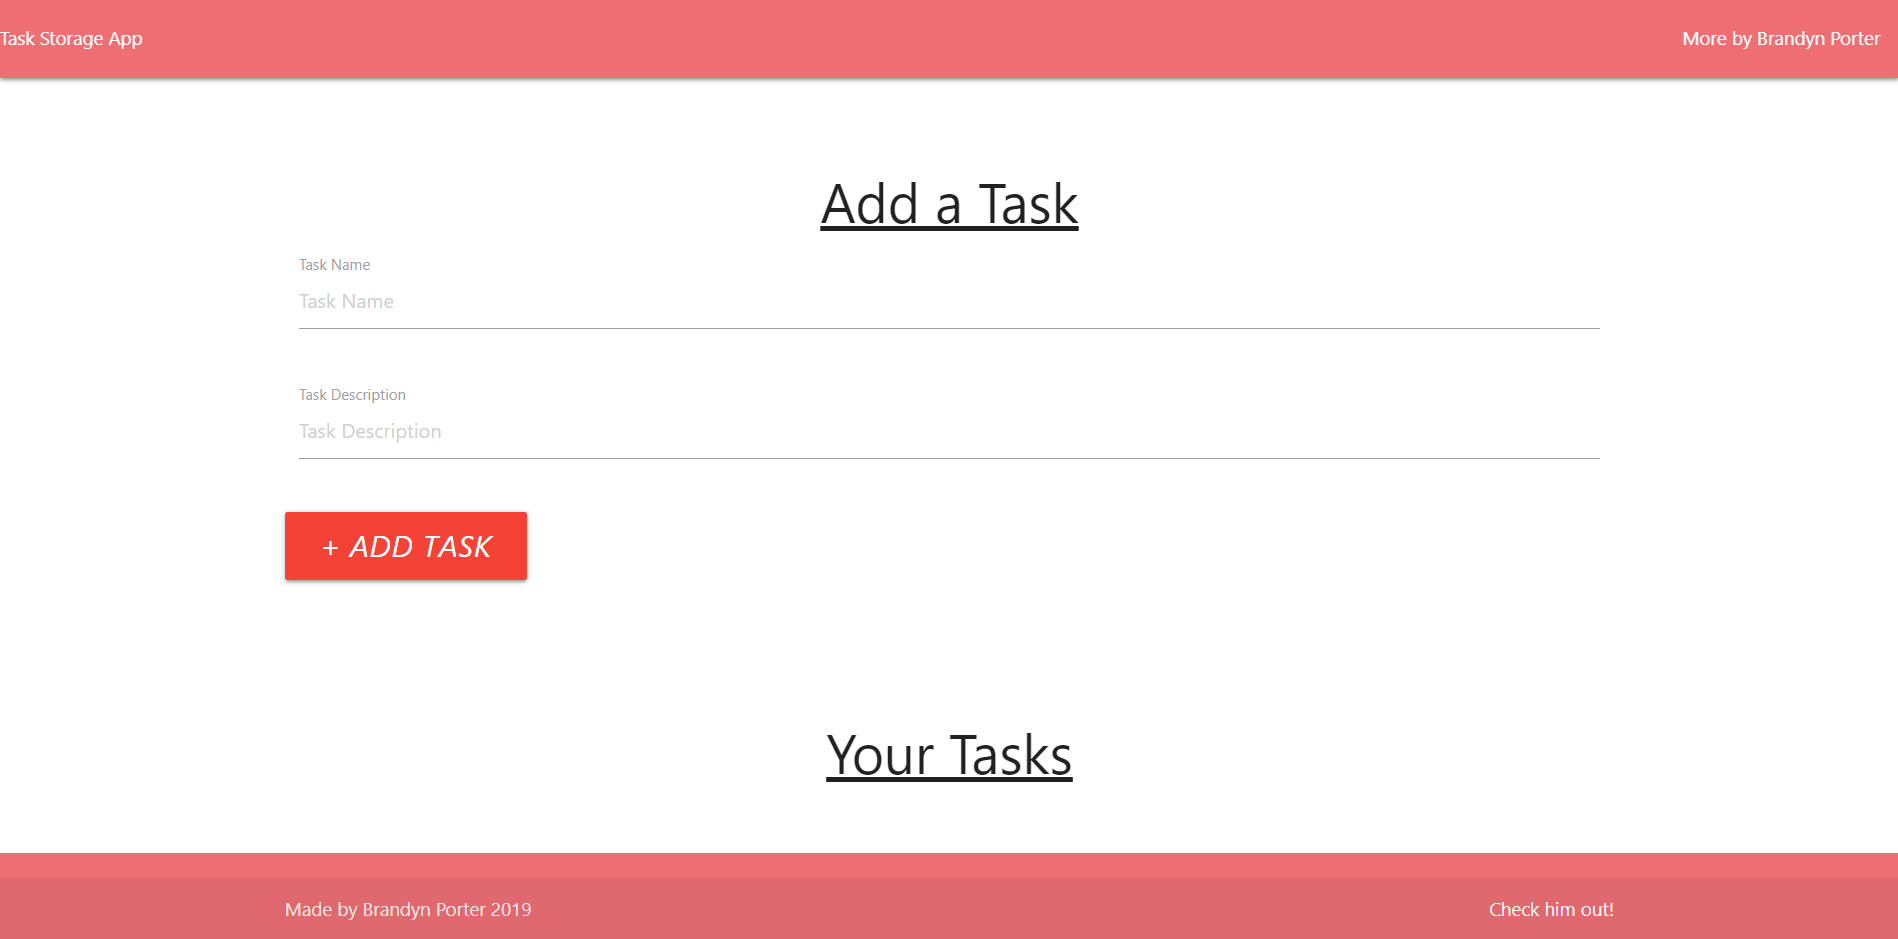 Task Storage App
More by Brandyn Porter
Add a Task
Task Name
Task Name
Task Description
Task Description
+ ADD TASK
Your Tasks
Made by Brandyn Porter 2019
Check him out!